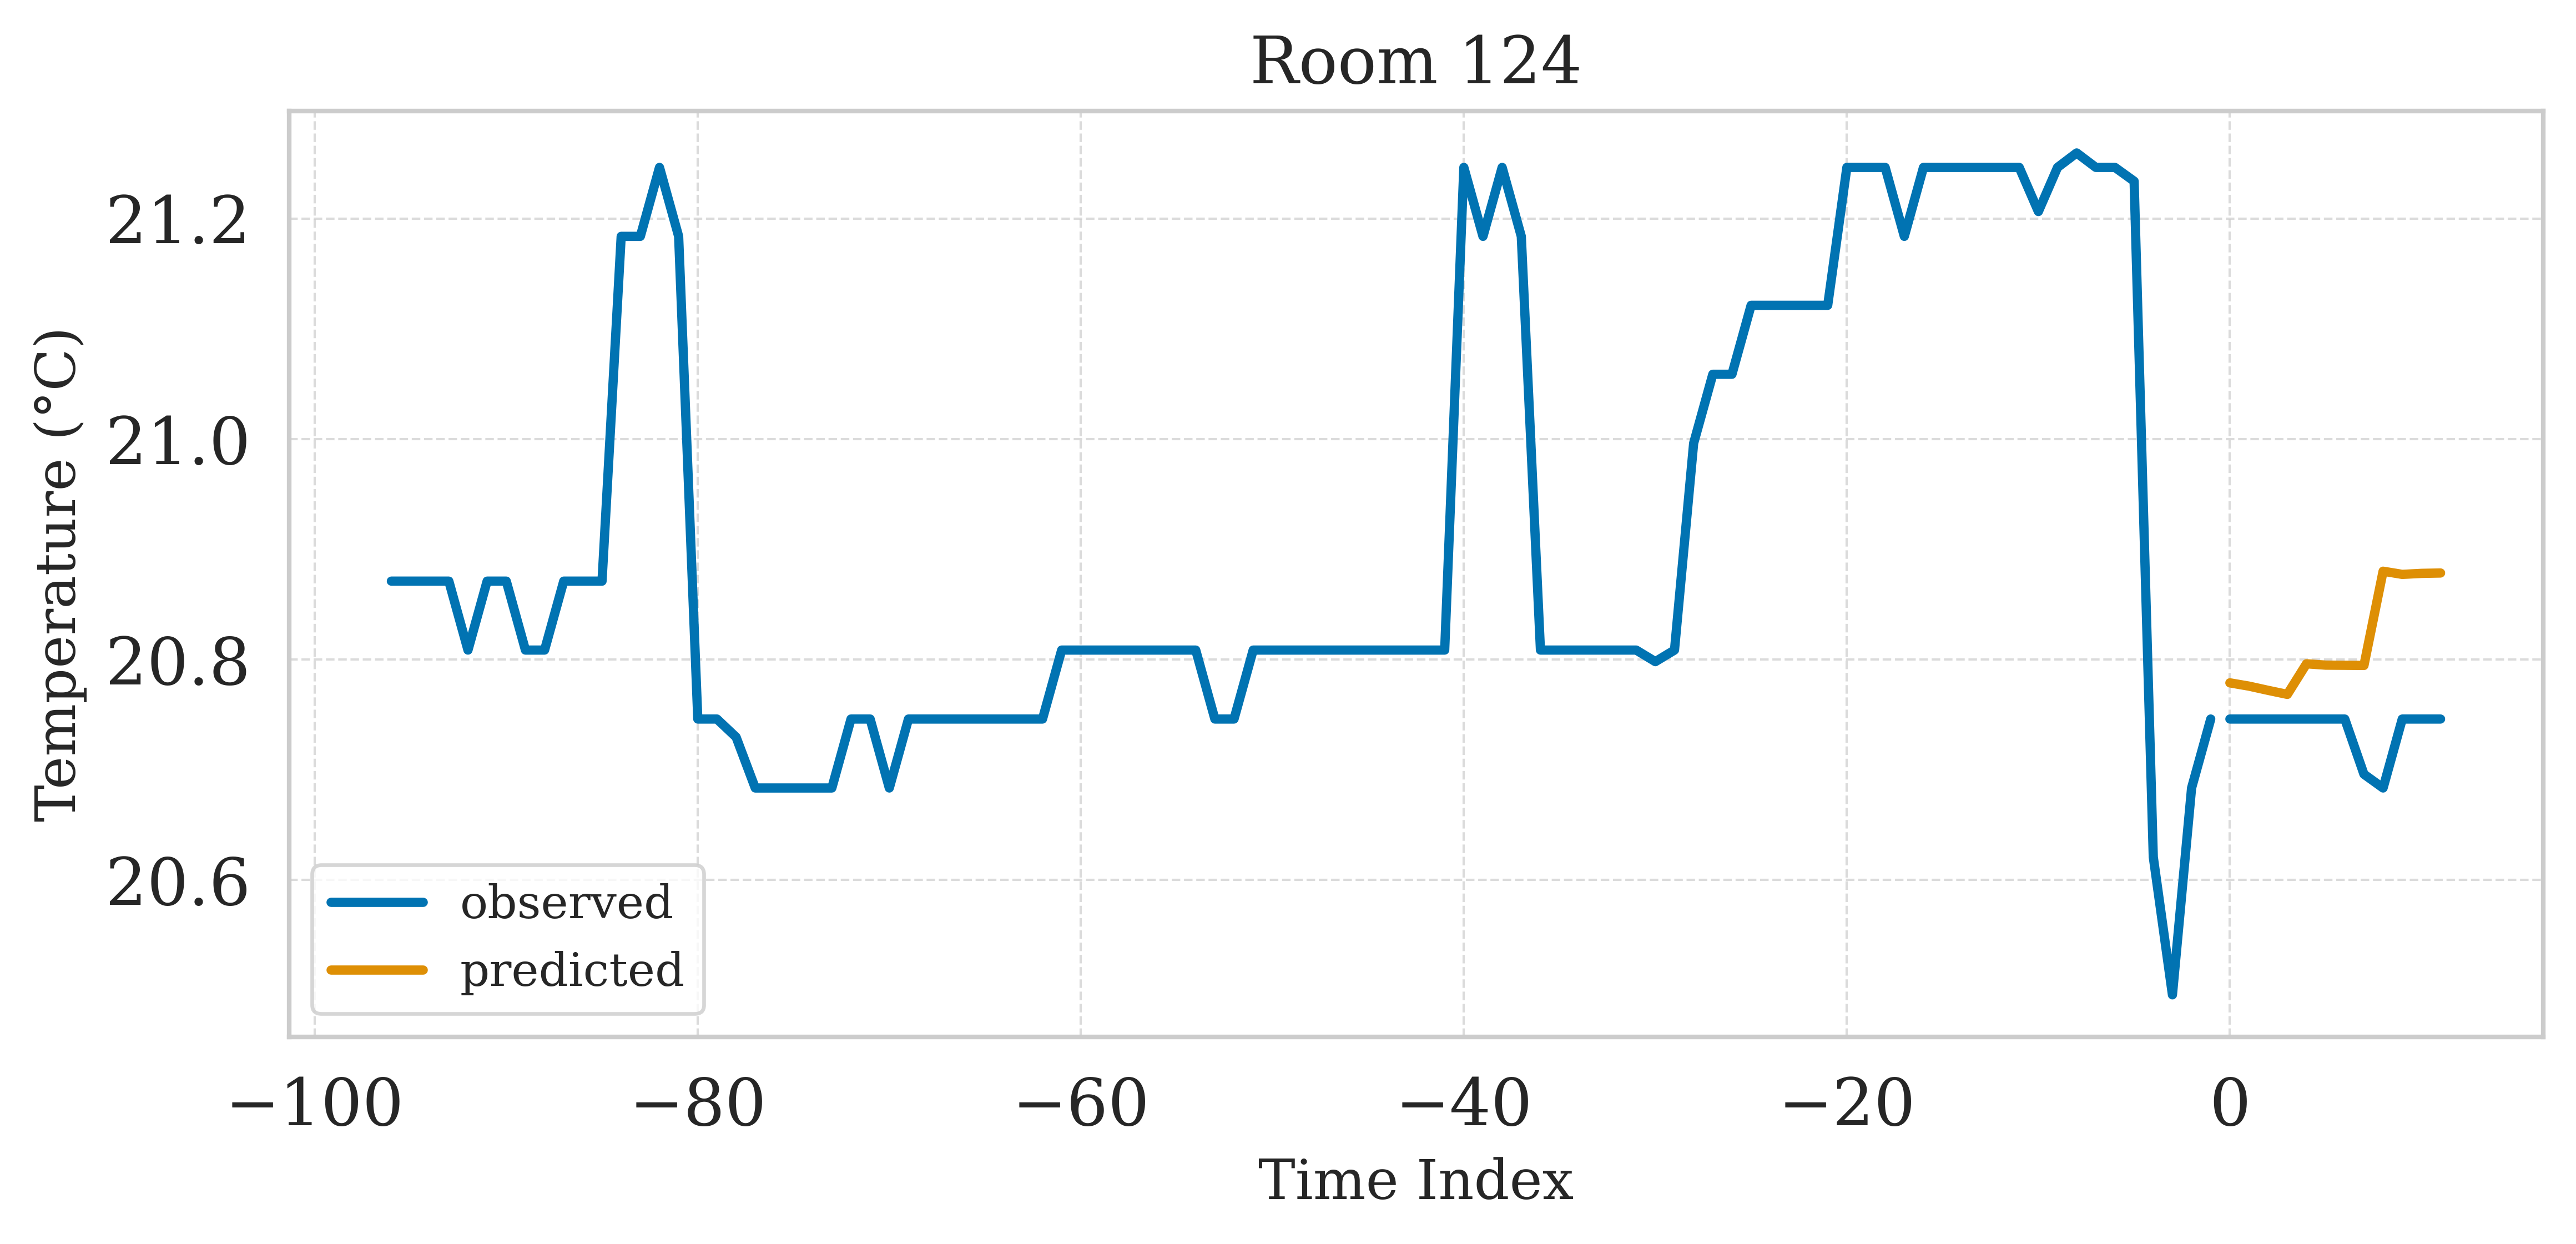 Room 124
Temperature (°C)
21.2
21.0
20.8
20.6
observed
predicted
−100
−80
−60
−40
−20
0
Time Index